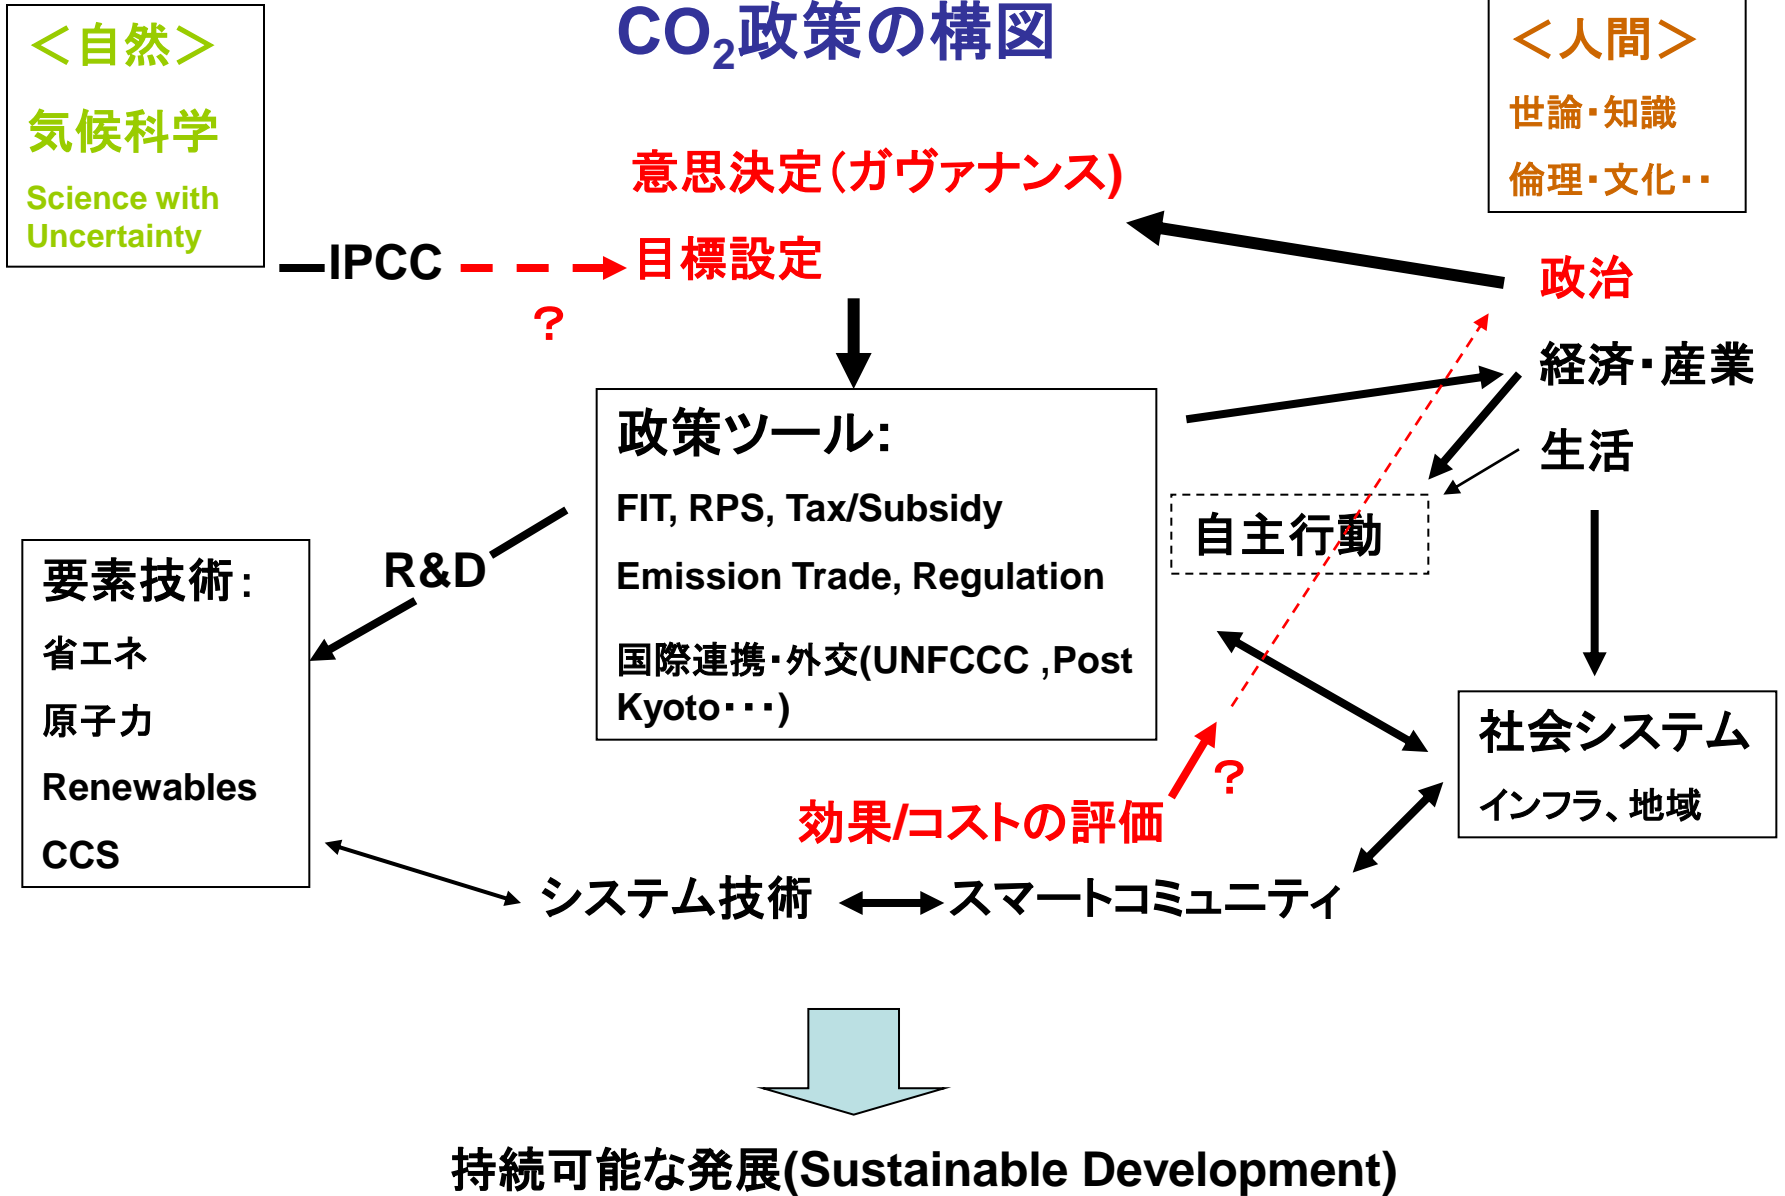 CO₂政策の構図
＜自然＞
気候科学
Science with
Uncertainty
＜人間＞
世論・知識
倫理・文化・・
意思決定（ガヴァナンス)
目標設定
IPCC
？
政治
経済・産業
生活
政策ツール:
FIT, RPS, Tax/Subsidy
Emission Trade, Regulation
国際連携・外交(UNFCCC ,Post
Kyoto・・・)
自主行動
R&D
要素技術:
省エネ
原子力
Renewables
CCS
社会システム
インフラ、地域
？
効果/コストの評価
システム技術
スマートコミュニティ
持続可能な発展(Sustainable Development)